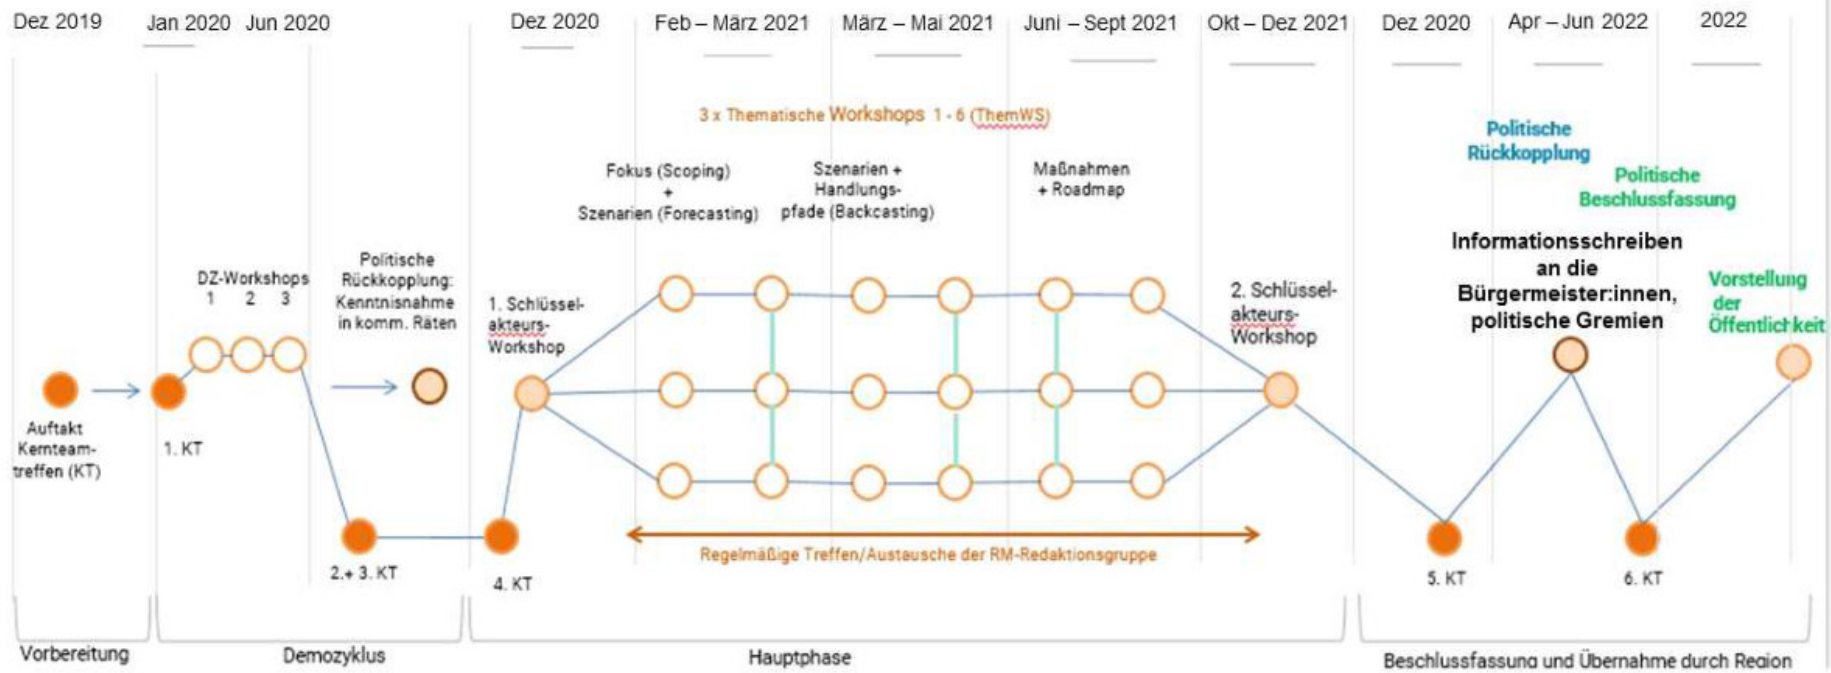 Dez 2019
Jan 2020
Jun 2020
Dez 2020
Feb – März 2021
März – Mai 2021
Juni – Sept 2021
Okt – Dez 2021
Dez 2020
Apr – Jun 2022
2022
3 x Thematische Workshops 1 - 6 (ThemWS)
Fokus (Scoping)
+
Szenarien (Forecasting)
Szenarien +
Handlungs-
pfade (Backcasting)
Maßnahmen
+ Roadmap
Politische
Rückkopplung
Politische
Beschlussfassung
Informationsschreiben
an die
Bürgermeister:innen,
politische Gremien
Vorstellung
der
Öffentlichkeit
DZ-Workshops
1 2 3
Politische
Rückkopplung:
Kenntnisnahme
in komm. Räten
1. Schlüssel-
akteurs-
Workshop
2. Schlüssel-
akteurs-
Workshop
Auftakt
Kernteam-
treffen (KT)
1. KT
2.+ 3. KT
4. KT
Regelmäßige Treffen/Austausche der RM-Redaktionsgruppe
5. KT
6. KT
Vorbereitung
Demozyklus
Hauptphase
Beschlussfassung und Übernahme durch Region